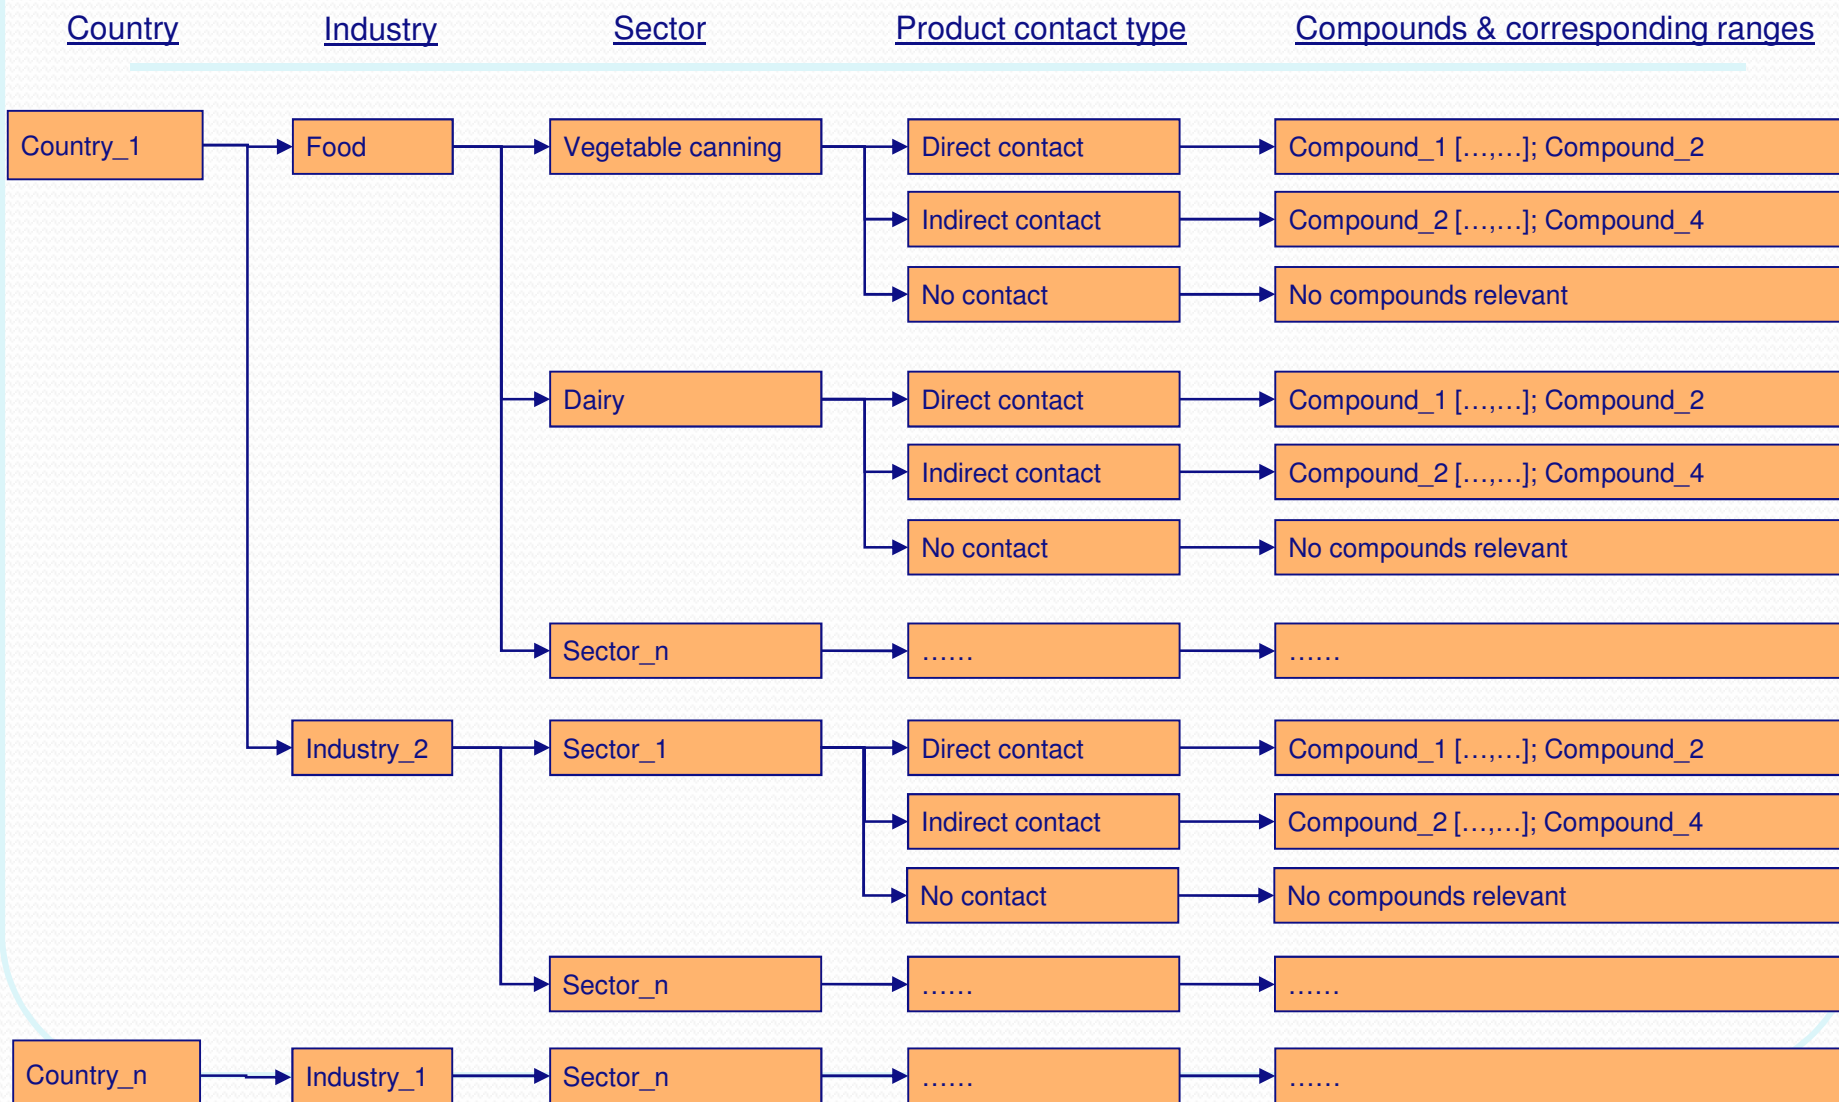 Country Industry Sector Product contact type Compounds & corresponding ranges
Country_1 Food Vegetable canning Direct contact Compound_1 […,…]; Compound_2
Indirect contact Compound_2 […,…]; Compound_4
No contact No compounds relevant
Dairy Direct contact Compound_1 […,…]; Compound_2
Indirect contact Compound_2 […,…]; Compound_4
No contact No compounds relevant
Sector_n …… ……
Industry_2 Sector_1 Direct contact Compound_1 […,…]; Compound_2
Indirect contact Compound_2 […,…]; Compound_4
No contact No compounds relevant
Sector_n …… ……
Country_n Industry_1 Sector_n …… ……